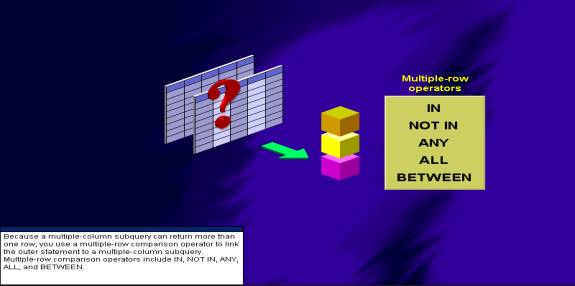 Multiple-row
operators
IN
NOT IN
ANY
ALL
BETWEEN
Because a multiple-column subquery can return more than
one row, you use a multiple-row comparison operator to link
the outer statement to a multiple-column subquery.
Multiple-row comparison operators include IN, NOT IN, ANY,
ALL, and BETWEEN.